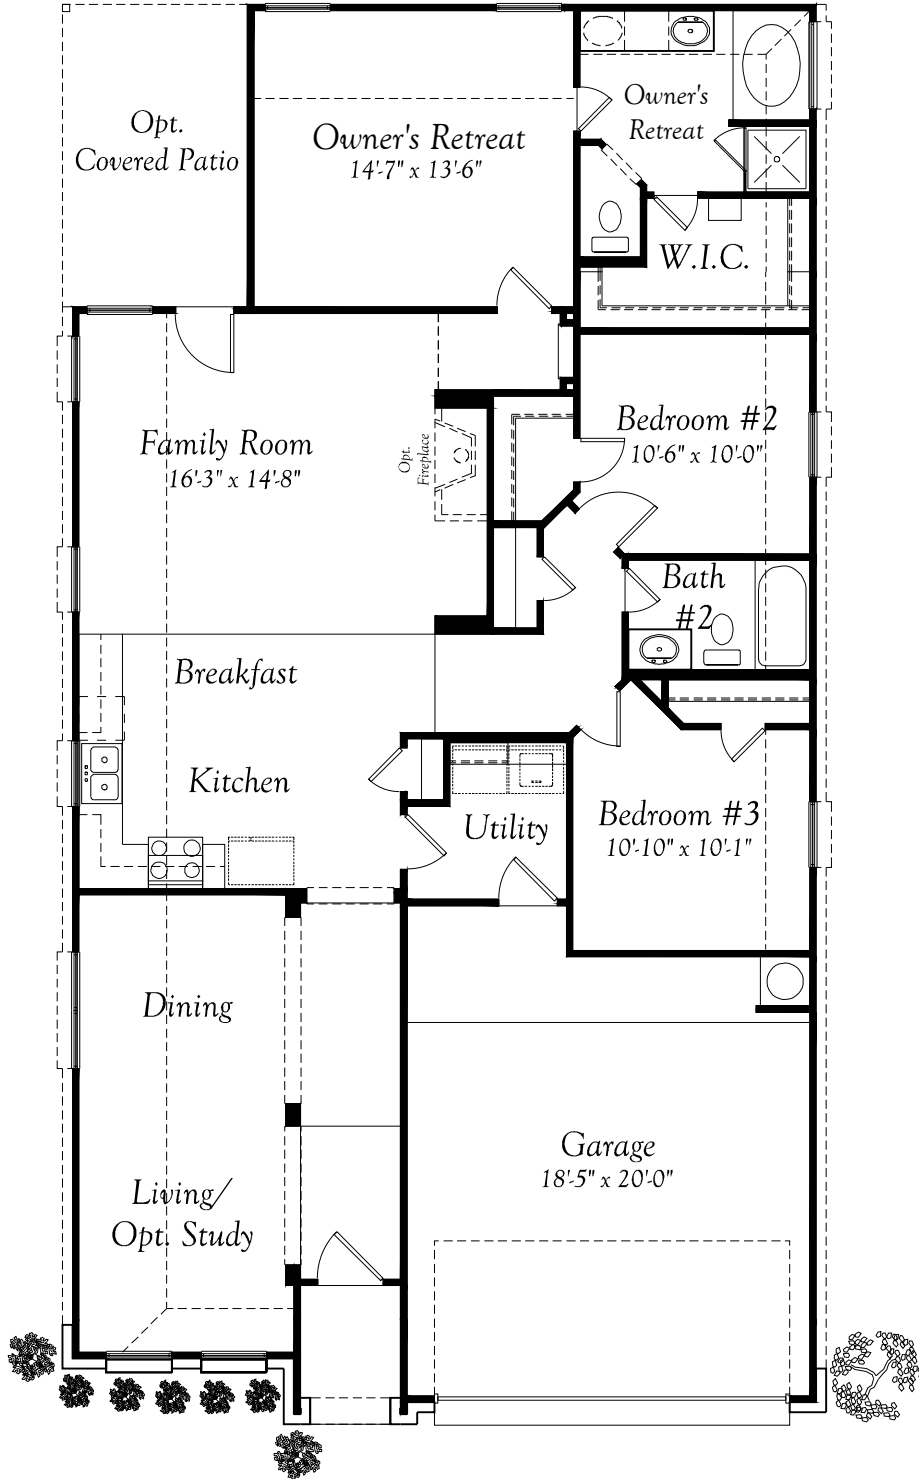 Opt.
Covered Patio
Owner's Retreat
14'-7" x 13'-6"
Owner's
Retreat
W.I.C.
Family Room
16'-3" x 14'-8"
Opt.
Fireplace
Bedroom #2
10'-6" x 10'-0"
Bath
#2
Breakfast
Kitchen
Utility
Bedroom #3
10'-10" x 10'-1"
Dining
Living/
Opt. Study
Garage
18'-5" x 20'-0"